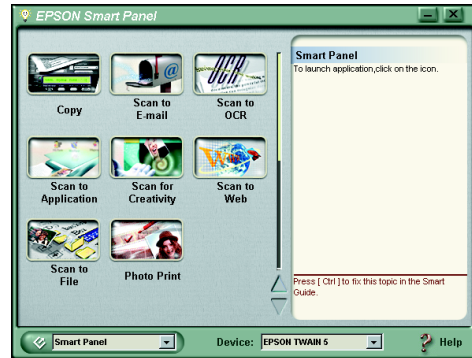 EPSON Smart Panel
Copy
Scan to
E-mail
Scan to
OCR
Scan to
Application
Scan for
Creativity
Scan to
Web
Scan to
File
Photo Print
Smart Panel
To launch application,click on the icon.
Press [ Ctrl ] to fix this topic in the Smart
Guide.
Smart Panel
Device: EPSON TWAIN 5
Help